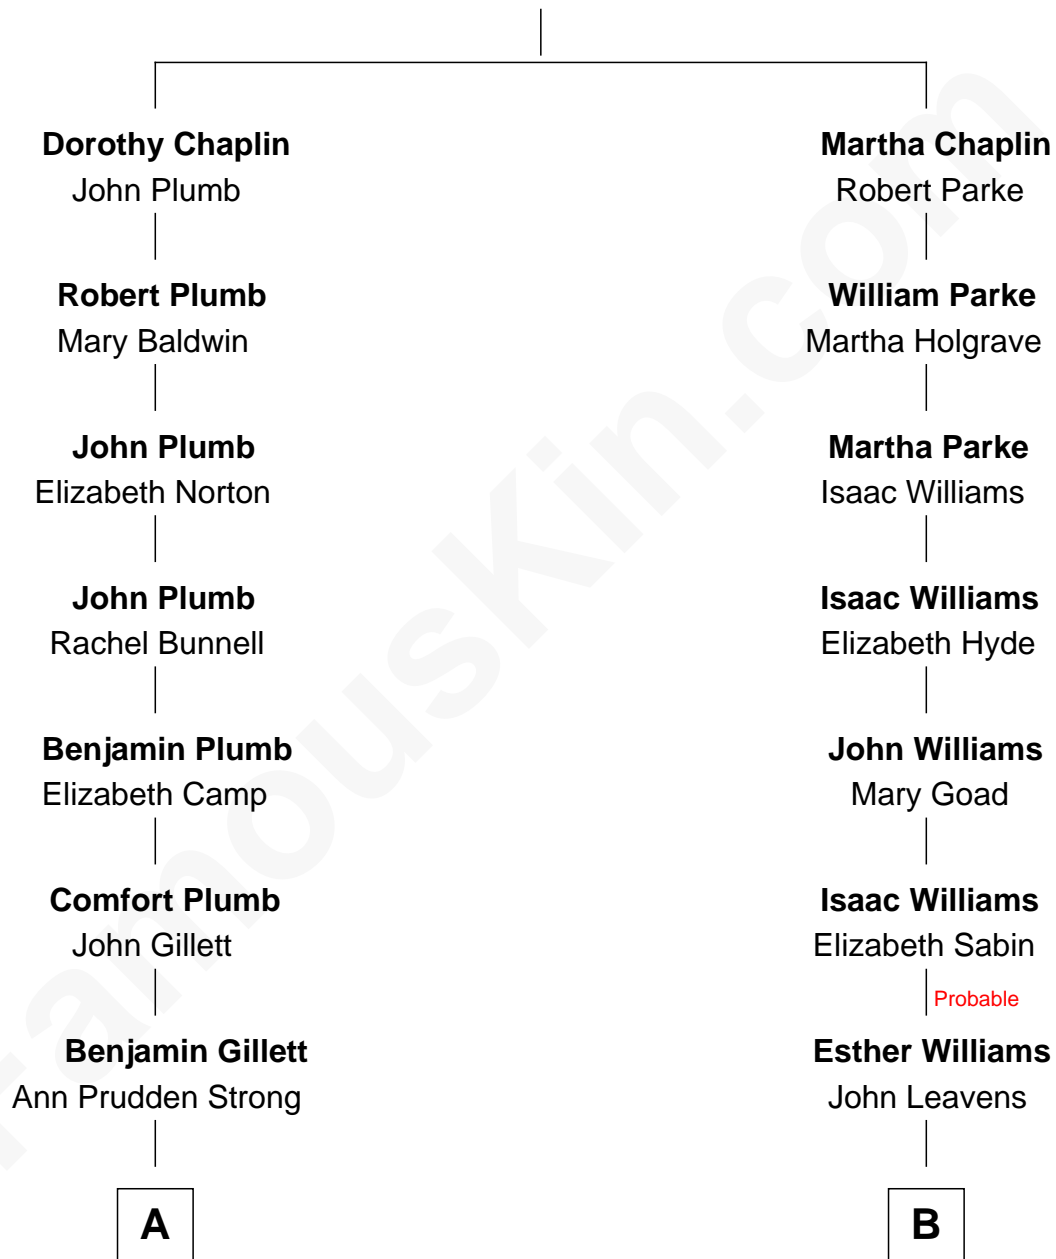 Dorothy Chaplin
John Plumb
Robert Plumb
Mary Baldwin
John Plumb
Elizabeth Norton
John Plumb
Rachel Bunnell
Benjamin Plumb
Elizabeth Camp
Comfort Plumb
John Gillett
Benjamin Gillett
Ann Prudden Strong
A
Martha Chaplin
Robert Parke
William Parke
Martha Holgrave
Martha Parke
Isaac Williams
Isaac Williams
Elizabeth Hyde
John Williams
Mary Goad
Isaac Williams
Elizabeth Sabin
Probable
Esther Williams
John Leavens
B
FamousKin.com